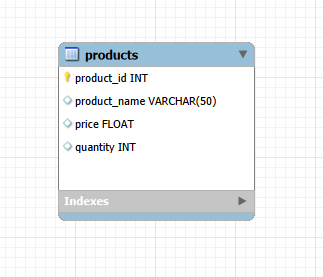 products
product_id INT
product_name VARCHAR(50)
price FLOAT
quantity INT
Indexes